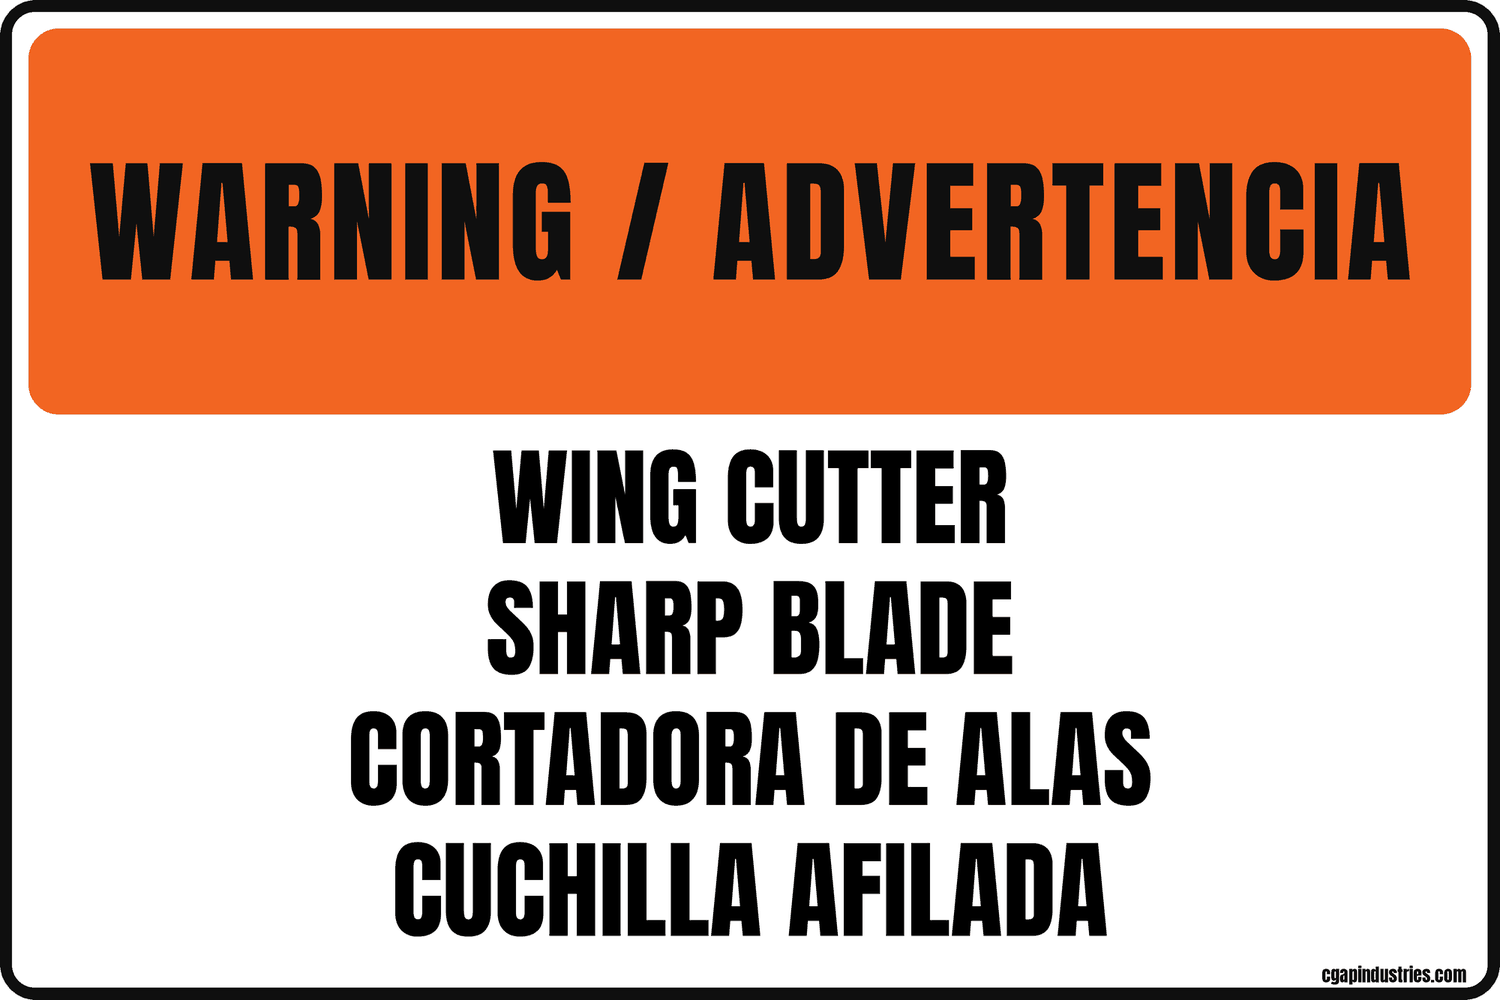 WARNING / ADVERTENCIA
WING CUTTER
SHARP BLADE
CORTADORA DE ALAS
CUCHILLA AFILADA
cgapindustries.com